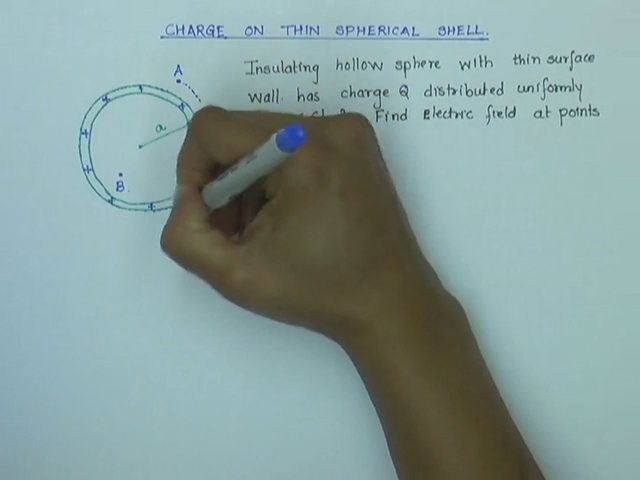 CHARGE ON THIN SPHERICAL SHELL.
A
Insulating hollow sphere with thin surface
wall. has charge Q distributed uniformly
Find Electric field at points
a
B.